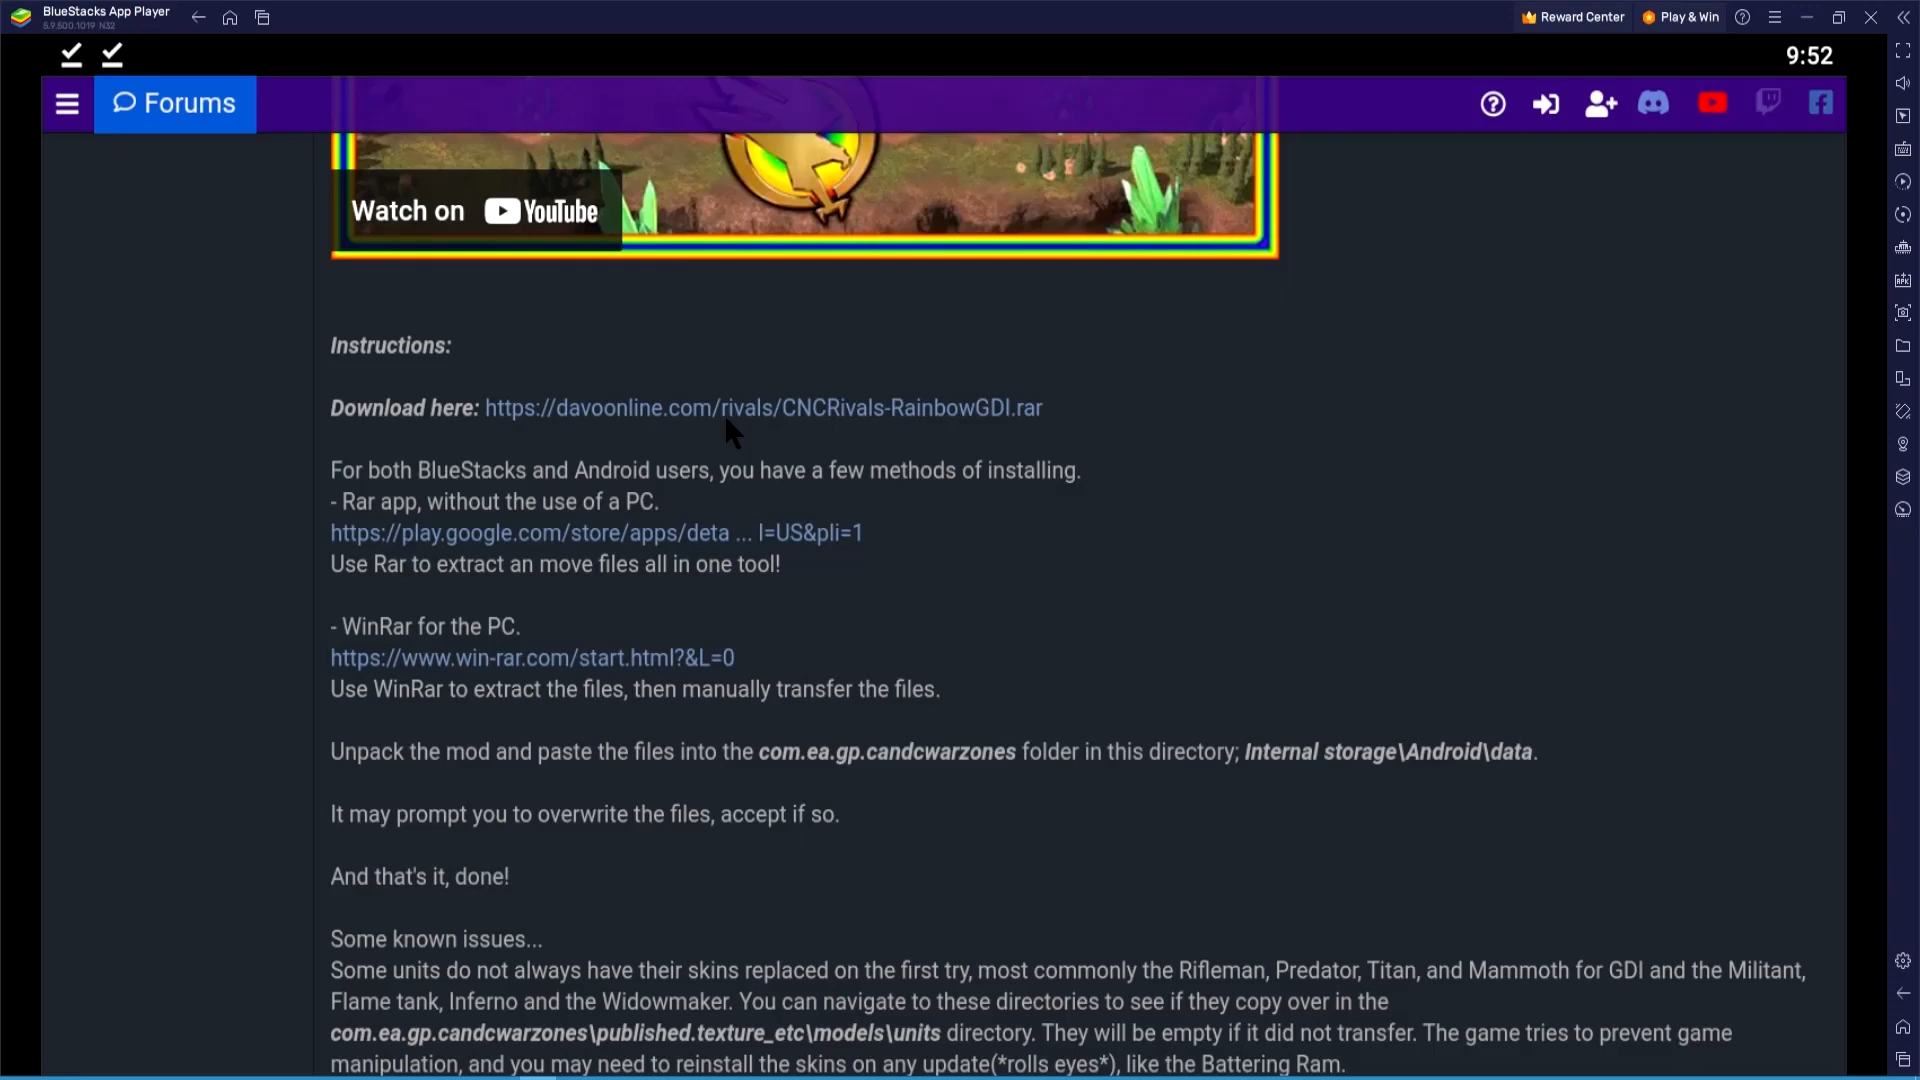 BlueStacks App Player
5.9.500.1019 N32
Reward Center
Play & Win
9:52
Forums
Watch on YouTube
Instructions:
Download here: https://davoonline.com/rivals/CNCRivals-RainbowGDI.rar
For both BlueStacks and Android users, you have a few methods of installing.
- Rar app, without the use of a PC.
https://play.google.com/store/apps/deta ... l=US&pli=1
Use Rar to extract an move files all in one tool!
- WinRar for the PC.
https://www.win-rar.com/start.html?&L=0
Use WinRar to extract the files, then manually transfer the files.
Unpack the mod and paste the files into the com.ea.gp.candcwarzones folder in this directory; Internal storage\Android\data.
It may prompt you to overwrite the files, accept if so.
And that's it, done!
Some known issues...
Some units do not always have their skins replaced on the first try, most commonly the Rifleman, Predator, Titan, and Mammoth for GDI and the Militant,
Flame tank, Inferno and the Widowmaker. You can navigate to these directories to see if they copy over in the
com.ea.gp.candcwarzones\published.texture_etc\models\units directory. They will be empty if it did not transfer. The game tries to prevent game
manipulation, and you may need to reinstall the skins on any update(*rolls eyes*), like the Battering Ram.